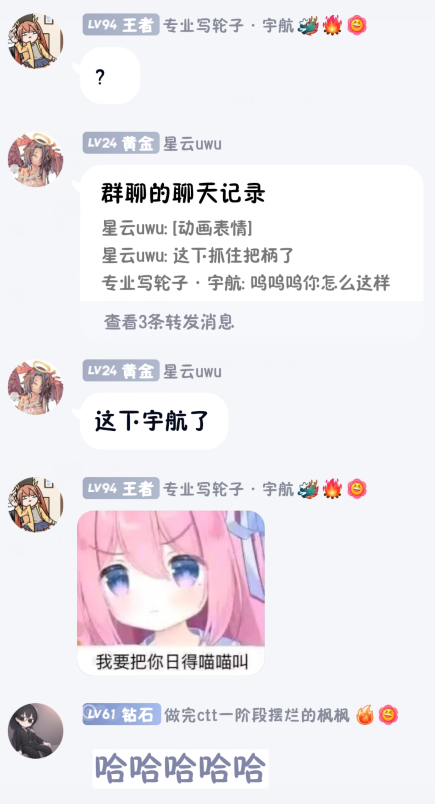 LV94 王者 专业写轮子·宇航
?
LV24 黄金 星云uwu
群聊的聊天记录
星云uwu: [动画表情]
星云uwu: 这下抓住把柄了
专业写轮子·宇航: 呜呜呜你怎么这样
查看3条转发消息
LV24 黄金 星云uwu
这下宇航了
LV94 王者 专业写轮子·宇航
我要把你日得喵喵叫
LV61 钻石 做完ctt一阶段摆烂的枫枫
哈哈哈哈哈